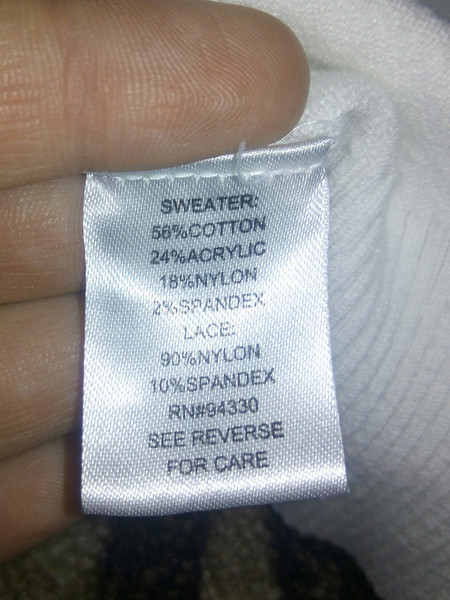 SWEATER:
56%COTTON
24%ACRYLIC
18%NYLON
2%SPANDEX
LACE:
90%NYLON
10%SPANDEX
RN#94330
SEE REVERSE
FOR CARE